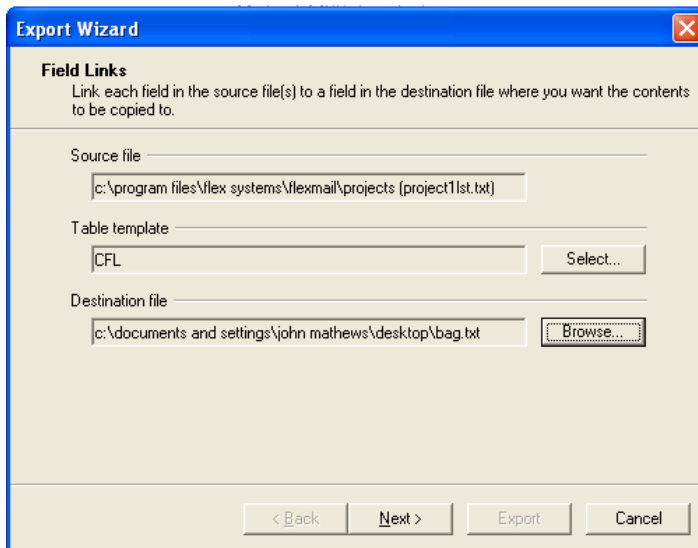 Export Wizard
Field Links
Link each field in the source file(s) to a field in the destination file where you want the contents
to be copied to.
Source file
c:\program files\flex systems\flexmail\projects (project1lst.txt)
Table template
CFL
Select...
Destination file
c:\documents and settings\john mathews\desktop\bag.txt
Browse...
< Back
Next >
Export
Cancel